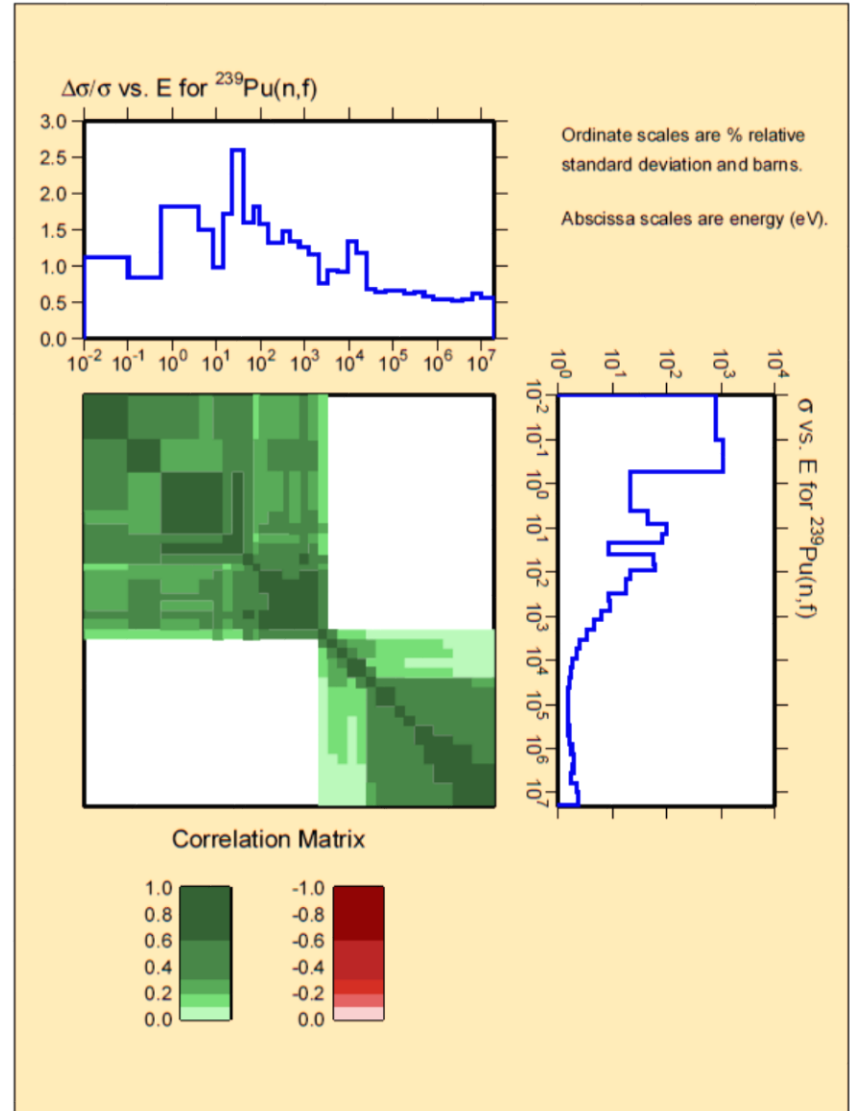 Δσ/σ vs. E for ²³⁹Pu(n,f)
3.0
2.5
2.0
1.5
1.0
0.5
0.0
10⁻² 10⁻¹ 10⁰ 10¹ 10² 10³ 10⁴ 10⁵ 10⁶ 10⁷
Ordinate scales are % relative
standard deviation and barns.
Abscissa scales are energy (eV).
10⁰ 10¹ 10² 10³ 10⁴
σ vs. E for ²³⁹Pu(n,f)
10⁻² 10⁻¹ 10⁰ 10¹ 10² 10³ 10⁴ 10⁵ 10⁶ 10⁷
Correlation Matrix
1.0 -1.0
0.8 -0.8
0.6 -0.6
0.4 -0.4
0.2 -0.2
0.0 0.0